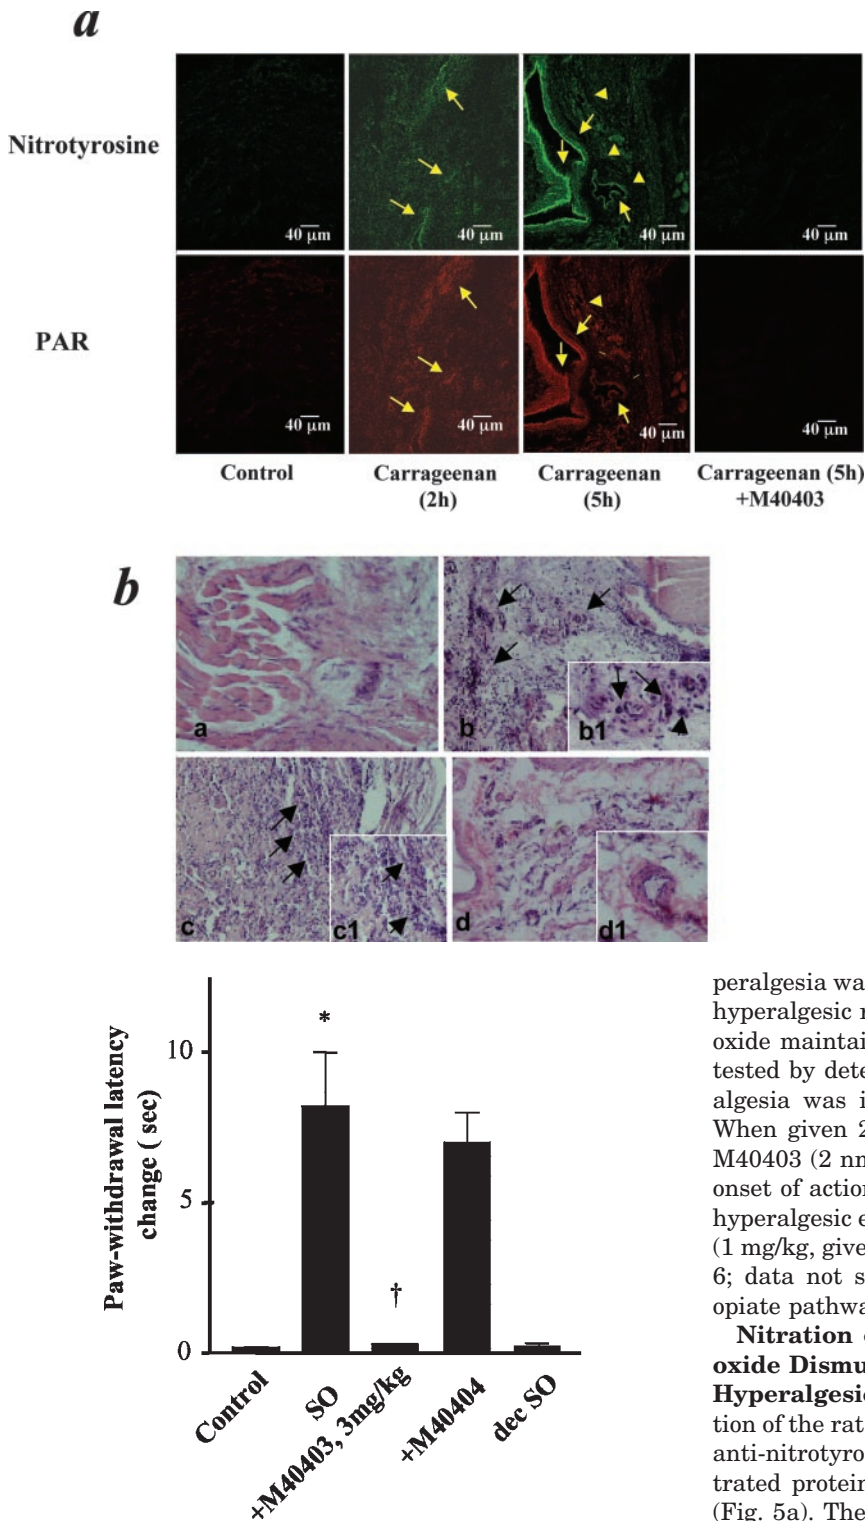 a
Nitrotyrosine
40 μm
40 μm
40 μm
40 μm
PAR
40 μm
40 μm
40 μm
40 μm
Control
Carrageenan
(2h)
Carrageenan
(5h)
Carrageenan (5h)
+M40403
b
a
b
b1
c
c1
d
d1
Paw-withdrawal latency
change ( sec)
10
5
0
*
†
Control
SO
+M40403, 3mg/kg
+M40404
dec SO
peralgesia wa
hyperalgesic r
oxide maintai
tested by dete
algesia was i
When given 2
M40403 (2 nm
onset of action
hyperalgesic e
(1 mg/kg, give
6; data not s
opiate pathwa
Nitration o
oxide Dismu
Hyperalgesic
tion of the rat
anti-nitrotyro
trated protein
(Fig. 5a). The